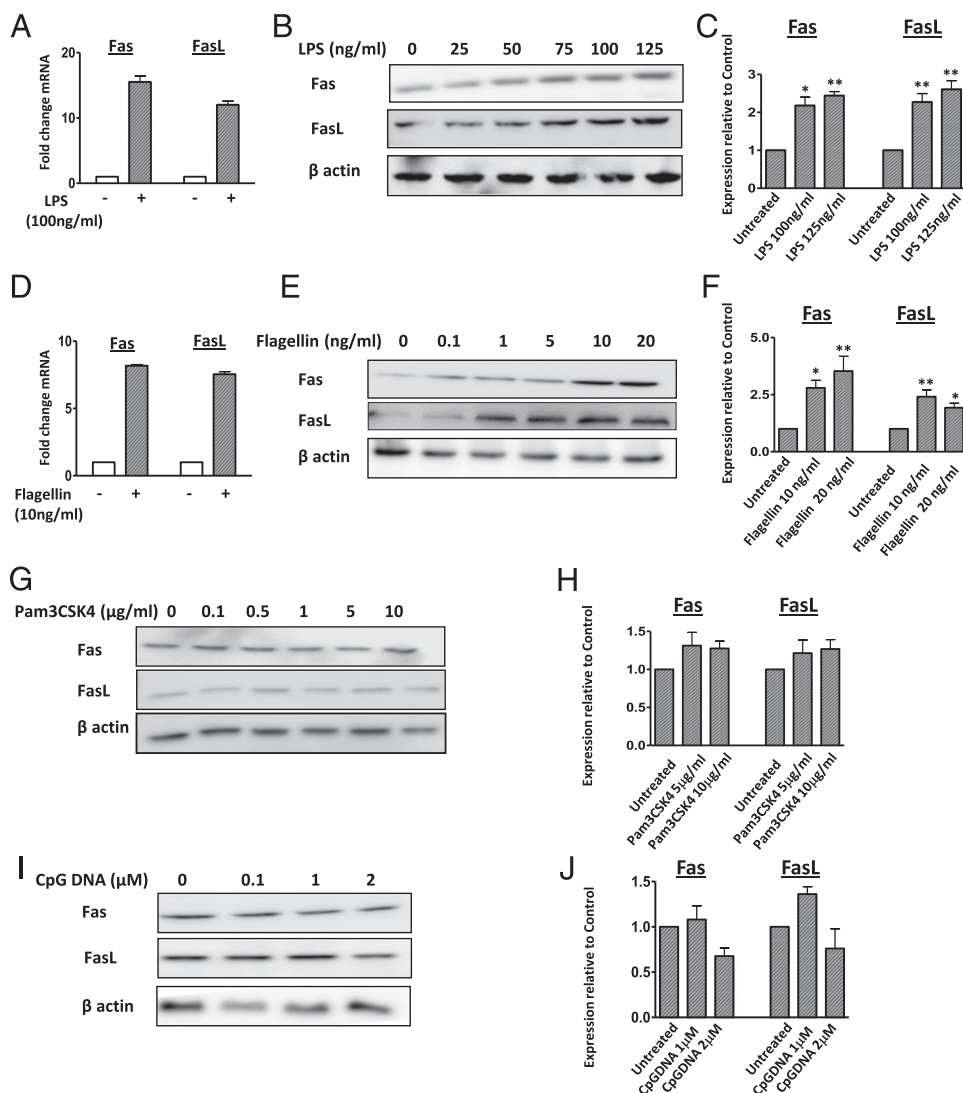 A
Fas FasL
Fold change mRNA
20
10
0
- + - +
LPS
(100ng/ml)
B
LPS (ng/ml) 0 25 50 75 100 125
Fas
FasL
β actin
C
Fas FasL
Expression relative to Control
3
2
1
0
* ** ** **
Untreated
LPS 100ng/ml
LPS 125ng/ml
Untreated
LPS 100ng/ml
LPS 125ng/ml
D
Fas FasL
Fold change mRNA
10
5
0
- + - +
Flagellin
(10ng/ml)
E
Flagellin (ng/ml) 0 0.1 1 5 10 20
Fas
FasL
β actin
F
Fas FasL
Expression relative to Control
5.0
2.5
0.0
* ** ** *
Untreated
Flagellin 10 ng/ml
Flagellin 20 ng/ml
Untreated
Flagellin 10 ng/ml
Flagellin 20 ng/ml
G
Pam3CSK4 (μg/ml) 0 0.1 0.5 1 5 10
Fas
FasL
β actin
H
Fas FasL
Expression relative to Control
1.5
1.0
0.5
0.0
Untreated
Pam3CSK4 5μg/ml
Pam3CSK4 10μg/ml
Untreated
Pam3CSK4 5μg/ml
Pam3CSK4 10μg/ml
I
CpG DNA (μM) 0 0.1 1 2
Fas
FasL
β actin
J
Fas FasL
Expression relative to Control
1.5
1.0
0.5
0.0
Untreated
CpGDNA 1μM
CpGDNA 2μM
Untreated
CpGDNA 1μM
CpGDNA 2μM